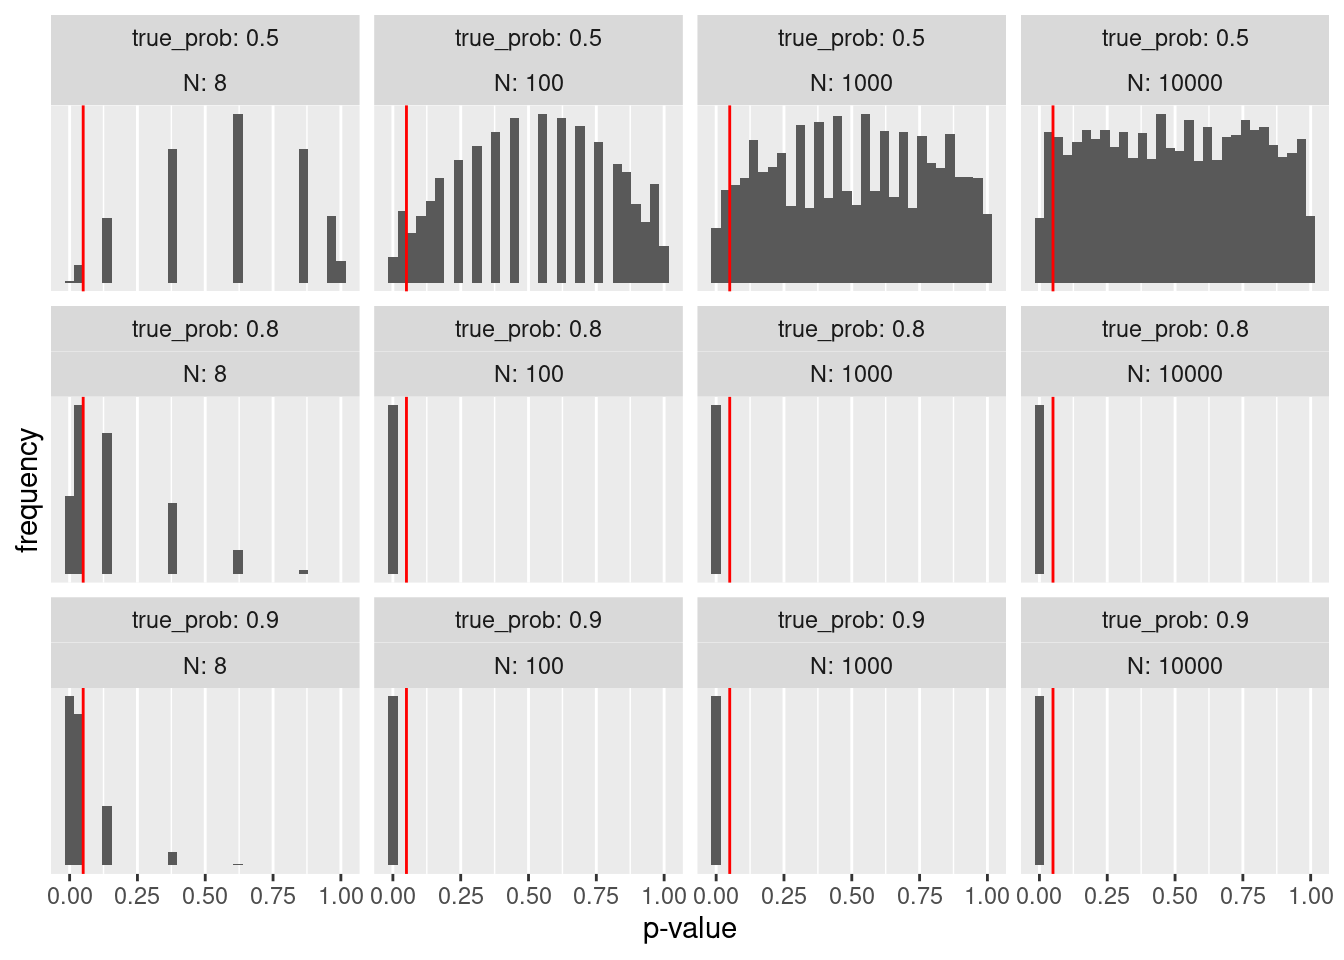 true_prob: 0.5 true_prob: 0.5 true_prob: 0.5 true_prob: 0.5
N: 8 N: 100 N: 1000 N: 10000
true_prob: 0.8 true_prob: 0.8 true_prob: 0.8 true_prob: 0.8
N: 8 N: 100 N: 1000 N: 10000
frequency
true_prob: 0.9 true_prob: 0.9 true_prob: 0.9 true_prob: 0.9
N: 8 N: 100 N: 1000 N: 10000
0.00 0.25 0.50 0.75 1.00 0.00 0.25 0.50 0.75 1.00 0.00 0.25 0.50 0.75 1.00 0.00 0.25 0.50 0.75 1.00
p-value